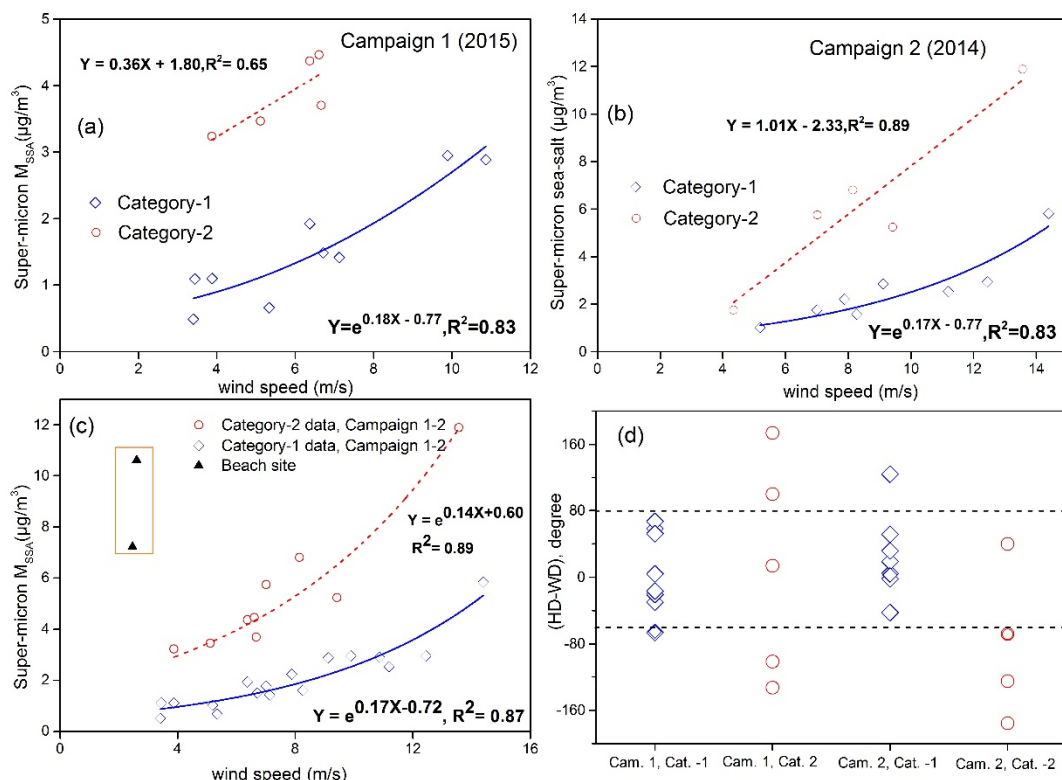 Campaign 1 (2015)
Y = 0.36X + 1.80,R²= 0.65
(a)
Category-1
Category-2
Y=e^0.18X - 0.77,R²=0.83
Super-micron M_SSA(µg/m³)
5
4
3
2
1
0
0 2 4 6 8 10 12
wind speed (m/s)
Campaign 2 (2014)
(b)
Y = 1.01X - 2.33,R²= 0.89
Category-1
Category-2
Y=e^0.17X - 0.77,R²=0.83
Super-micron sea-salt (µg/m³)
14
12
10
8
6
4
2
0
0 2 4 6 8 10 12 14
wind speed (m/s)
(c)
Category-2 data, Campaign 1-2
Category-1 data, Campaign 1-2
Beach site
Y = e^0.14X+0.60
R²= 0.89
Y = e^0.17X-0.72, R²= 0.87
Super-micron M_SSA(µg/m³)
12
10
8
6
4
2
0
0 4 8 12 16
wind speed (m/s)
(d)
(HD-WD), degree
160
80
0
-80
-160
Cam. 1, Cat. -1 Cam. 1, Cat. 2 Cam. 2, Cat. -1 Cam. 2, Cat. -2